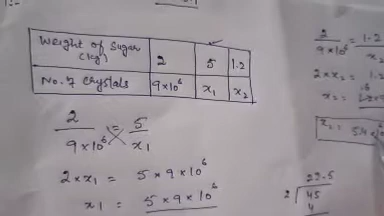 Weight of Sugar (kg) 2 5 1.2
No. of Crystals 9×10⁶ x₁ x₂
2/9×10⁶ = 5/x₁
2 × x₁ = 5 × 9 × 10⁶
x₁ = 5 × 9 × 10⁶
2/9×10⁶ = 1.2
2 × x₂ = 1.2
x₂ =
x₂ = 5.4 ×
22.5
2 45
4